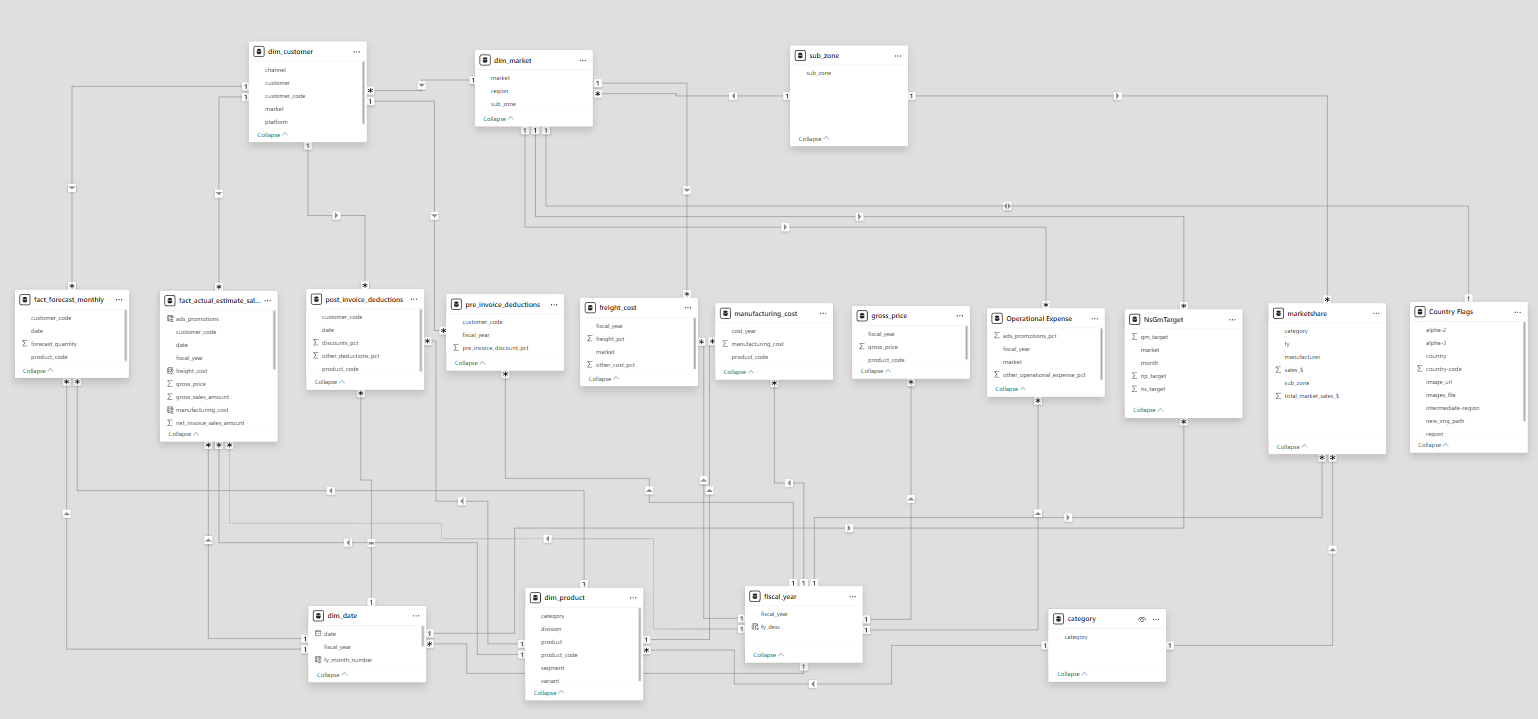 dim_customer
channel
customer
customer_code
market
platform
Collapse
dim_market
market
region
sub_zone
Collapse
sub_zone
sub_zone
Collapse
fact_forecast_monthly
customer_code
date
forecast_quantity
product_code
Collapse
fact_actual_estimate_sal...
ads_promotions
customer_code
date
fiscal_year
freight_cost
gross_price
gross_sales_amount
manufacturing_cost
net_invoice_sales_amount
Collapse
post_invoice_deductions
customer_code
date
discounts_pct
other_deductions_pct
product_code
Collapse
pre_invoice_deductions
customer_code
fiscal_year
pre_invoice_discount_pct
Collapse
freight_cost
fiscal_year
freight_pct
market
other_cost_pct
Collapse
manufacturing_cost
cost_year
manufacturing_cost
product_code
Collapse
gross_price
fiscal_year
gross_price
product_code
Collapse
Operational Expense
ads_promotions_pct
fiscal_year
market
other_operational_expense_pct
Collapse
NsGmTarget
gm_target
market
month
np_target
ns_target
Collapse
marketshare
category
fy
manufacturer
sales_$
sub_zone
total_market_sales_$
Collapse
Country Flags
alpha-2
alpha-3
country
country-code
image_url
images_file
intermediate-region
new_img_path
region
Collapse
dim_date
date
fiscal_year
fy_month_number
Collapse
dim_product
category
division
product
product_code
segment
variant
Collapse
fiscal_year
fiscal_year
fy_desc
Collapse
category
category
Collapse